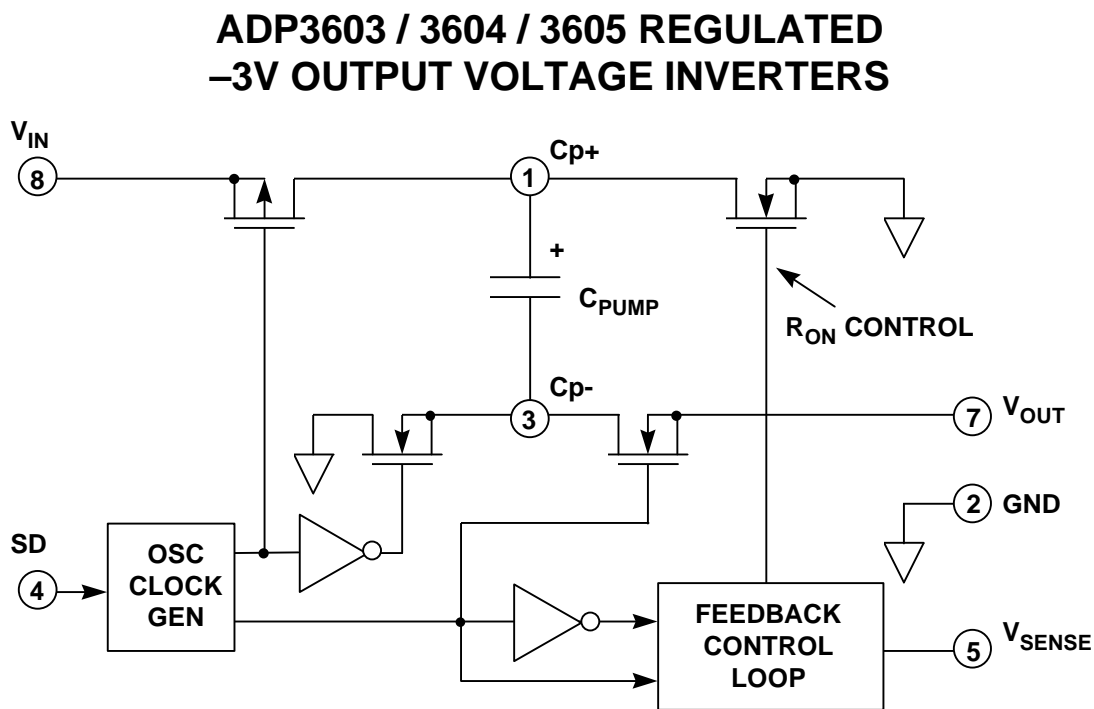 ADP3603 / 3604 / 3605 REGULATED
–3V OUTPUT VOLTAGE INVERTERS
VIN
8
Cp+
1
+
CPUMP
RON CONTROL
Cp-
3
7
VOUT
2
GND
SD
4
OSC
CLOCK
GEN
FEEDBACK
CONTROL
LOOP
5
VSENSE